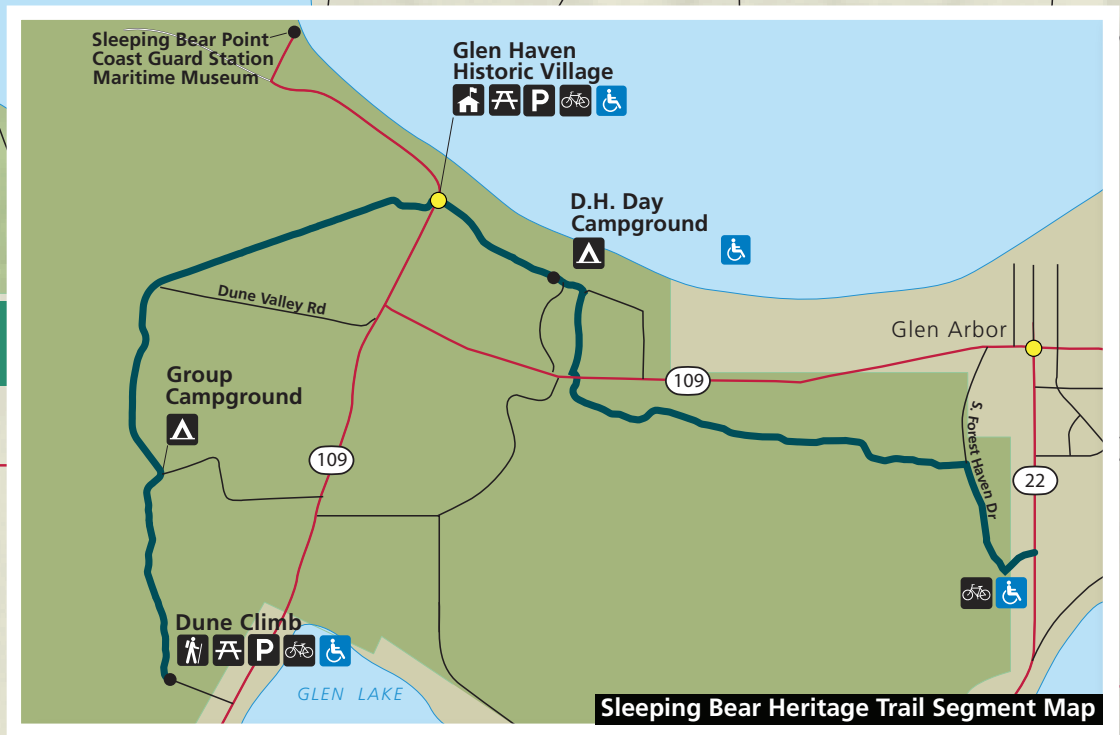 Sleeping Bear Point
Coast Guard Station
Maritime Museum
Glen Haven
Historic Village
P
D.H. Day
Campground
Dune Valley Rd
Glen Arbor
109
Group
Campground
S. Forest Haven Dr
109
22
Dune Climb
P
GLEN LAKE
Sleeping Bear Heritage Trail Segment Map